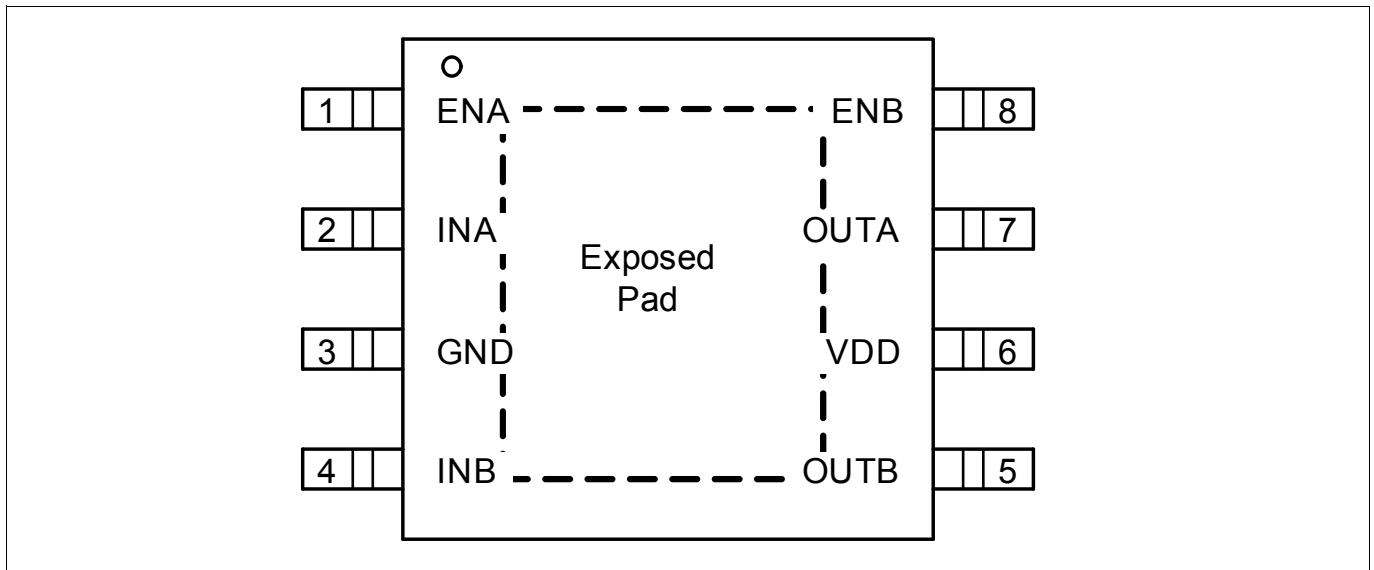 1 ENA ENB 8
2 INA OUTA 7
Exposed
Pad
3 GND VDD 6
4 INB OUTB 5